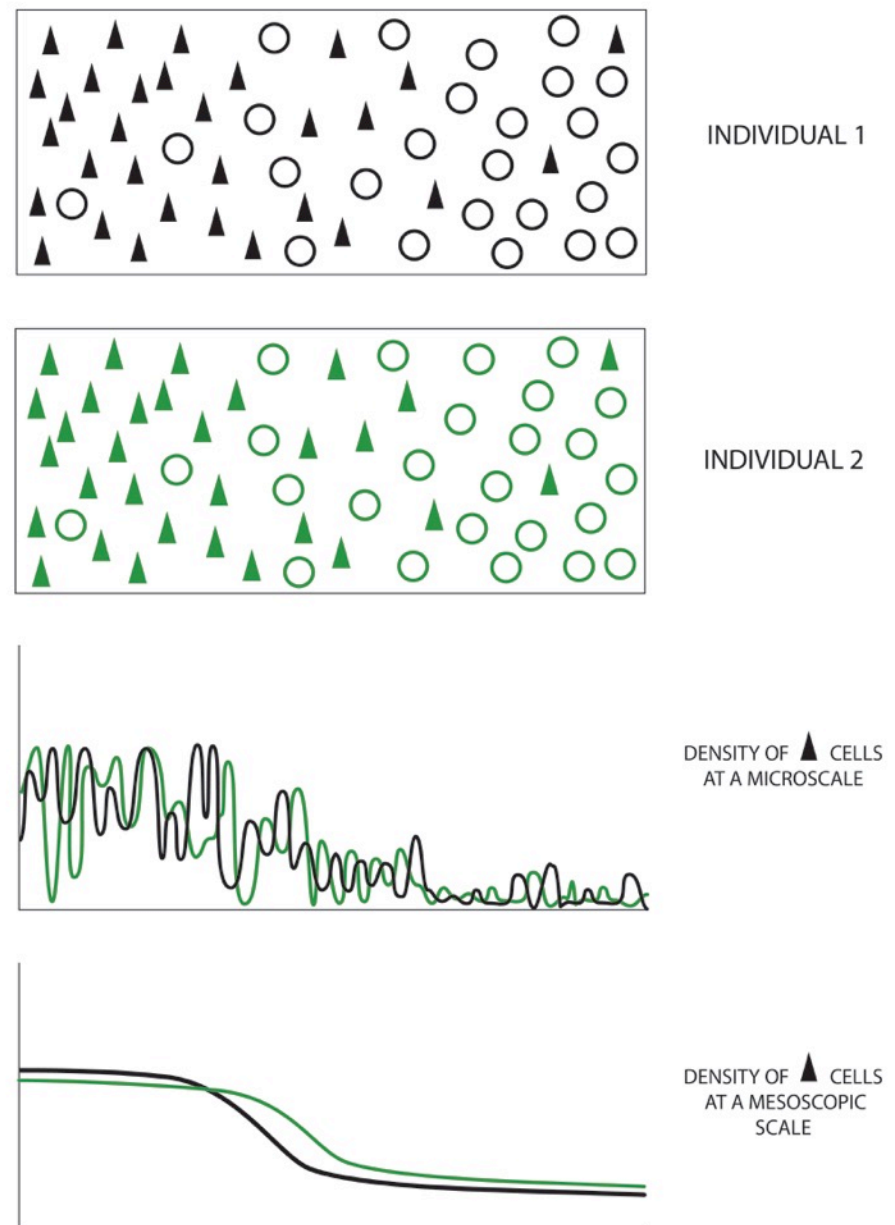 INDIVIDUAL 1
INDIVIDUAL 2
DENSITY OF CELLS
AT A MICROSCALE
DENSITY OF CELLS
AT A MESOSCOPIC
SCALE